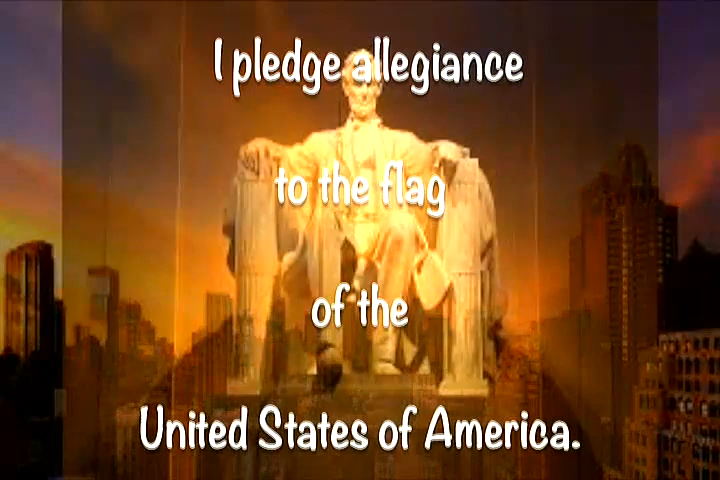 I pledge allegiance
to the flag
of the
United States of America.